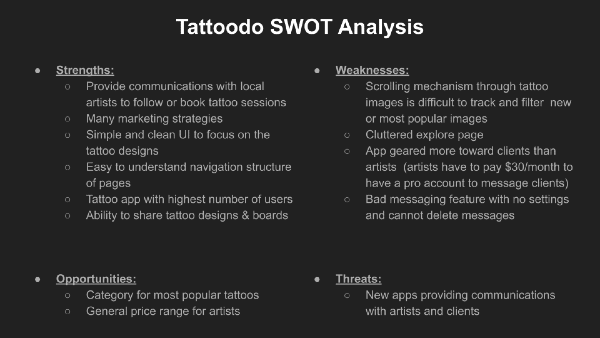 Tattoodo SWOT Analysis
● Strengths:
○ Provide communications with local
artists to follow or book tattoo sessions
○ Many marketing strategies
○ Simple and clean UI to focus on the
tattoo designs
○ Easy to understand navigation structure
of pages
○ Tattoo app with highest number of users
○ Ability to share tattoo designs & boards
● Weaknesses:
○ Scrolling mechanism through tattoo
images is difficult to track and filter new
or most popular images
○ Cluttered explore page
○ App geared more toward clients than
artists (artists have to pay $30/month to
have a pro account to message clients)
○ Bad messaging feature with no settings
and cannot delete messages
● Opportunities:
○ Category for most popular tattoos
○ General price range for artists
● Threats:
○ New apps providing communications
with artists and clients